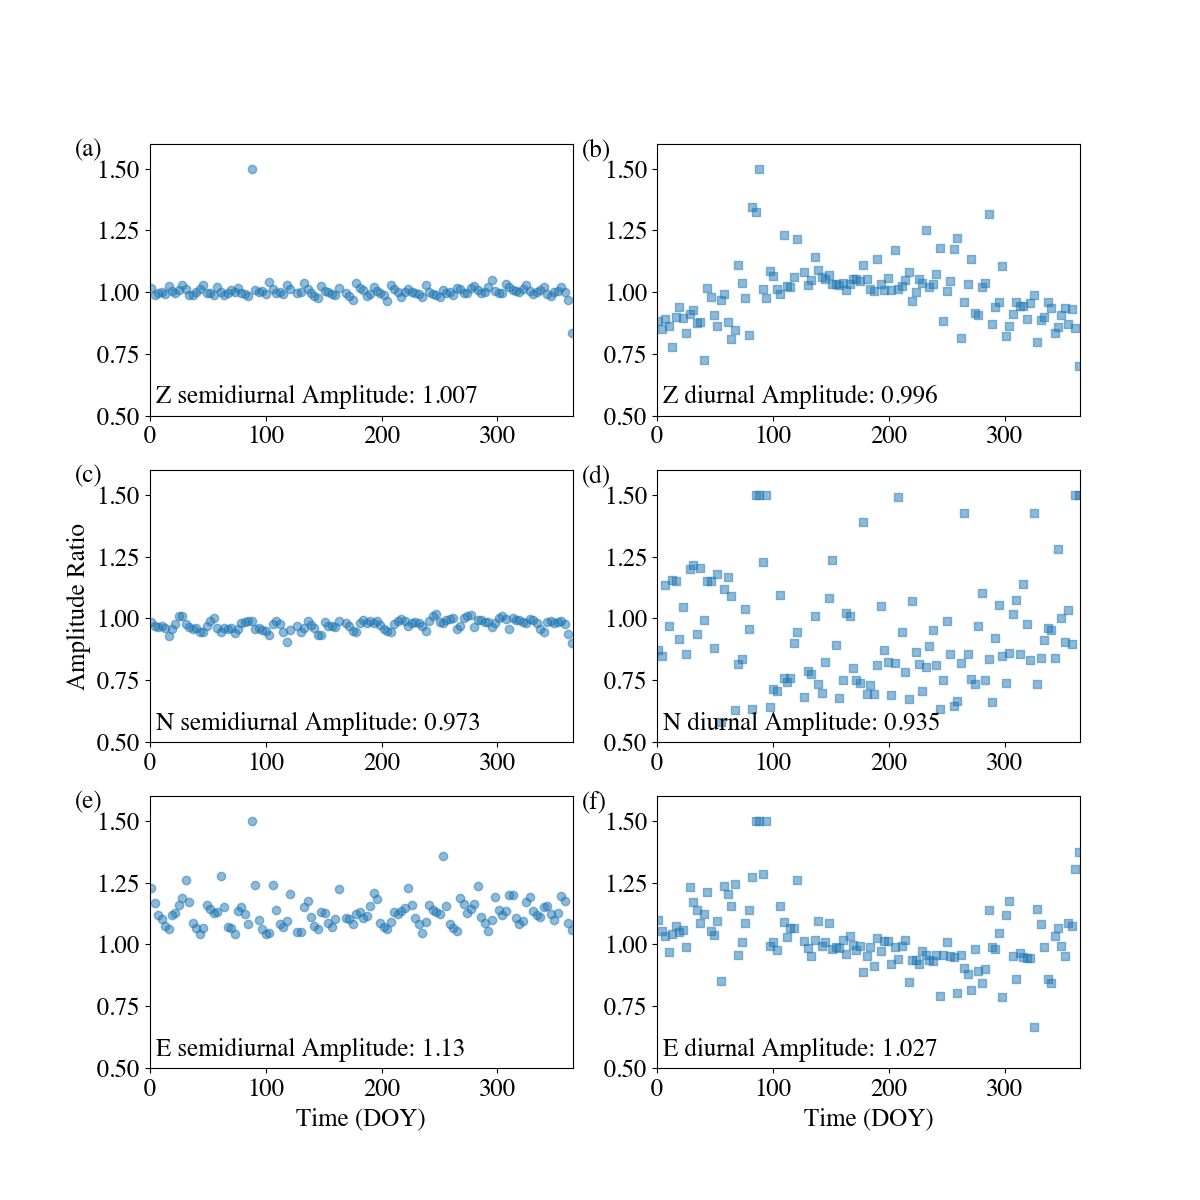 (a)
1.50
1.25
1.00
0.75
0.50
Z semidiurnal Amplitude: 1.007
0 100 200 300
(b)
1.50
1.25
1.00
0.75
0.50
Z diurnal Amplitude: 0.996
0 100 200 300
(c)
1.50
1.25
1.00
0.75
0.50
Amplitude Ratio
N semidiurnal Amplitude: 0.973
0 100 200 300
(d)
1.50
1.25
1.00
0.75
0.50
N diurnal Amplitude: 0.935
0 100 200 300
(e)
1.50
1.25
1.00
0.75
0.50
E semidiurnal Amplitude: 1.13
0 100 200 300
Time (DOY)
(f)
1.50
1.25
1.00
0.75
0.50
E diurnal Amplitude: 1.027
0 100 200 300
Time (DOY)